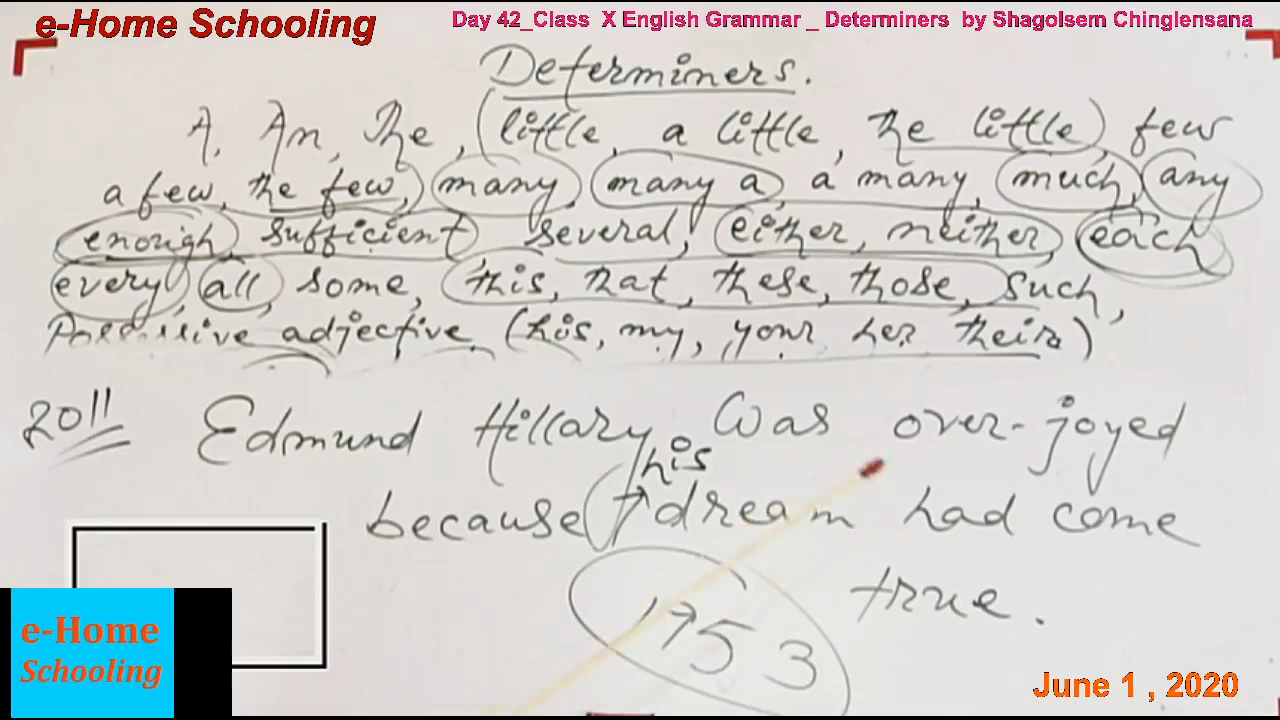 e-Home Schooling
Day 42_Class X English Grammar _ Determiners by Shagolsem Chinglensana
Determiners.
A, An, The, (little, a little, the little) few
a few, the few,) many, many a, a many, much, any
enough, sufficient, several, either, neither, each
every, all, some, this, that, these, those, such,
Possessive adjective (his, my, your her their)
2011 Edmund Hillary was over-joyed
his
because ↑ dream had come
true.
1953
e-Home
Schooling
June 1 , 2020